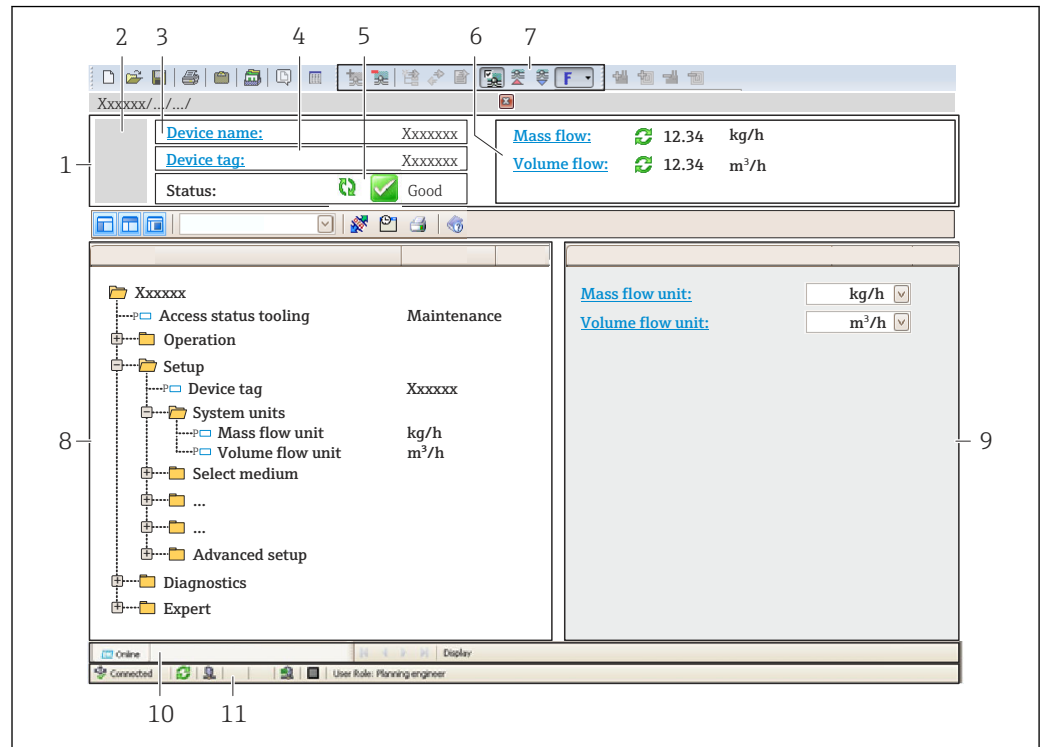 2 3 4 5 6 7
F
Xxxxxx/.../.../
1
Device name: Xxxxxxx
Device tag: Xxxxxxx
Status: Good
Mass flow: 12.34 kg/h
Volume flow: 12.34 m³/h
Xxxxxx
P Access status tooling Maintenance
Operation
Setup
P Device tag Xxxxxx
System units
P Mass flow unit kg/h
P Volume flow unit m³/h
Select medium
...
...
Advanced setup
Diagnostics
Expert
8
Mass flow unit: kg/h
Volume flow unit: m³/h
9
Online Display
Connected User Role: Planning engineer
10 11